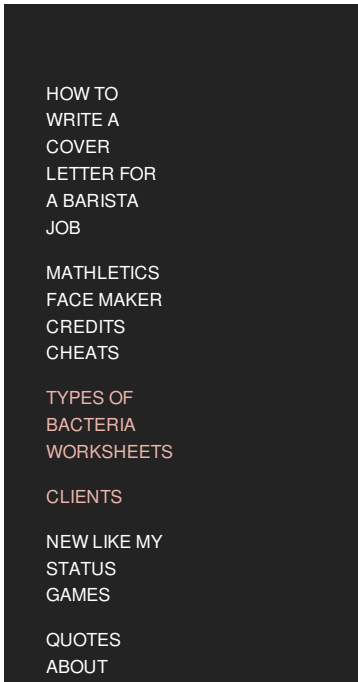 HOW TO
WRITE A
COVER
LETTER FOR
A BARISTA
JOB
MATHLETICS
FACE MAKER
CREDITS
CHEATS
TYPES OF
BACTERIA
WORKSHEETS
CLIENTS
NEW LIKE MY
STATUS
GAMES
QUOTES
ABOUT